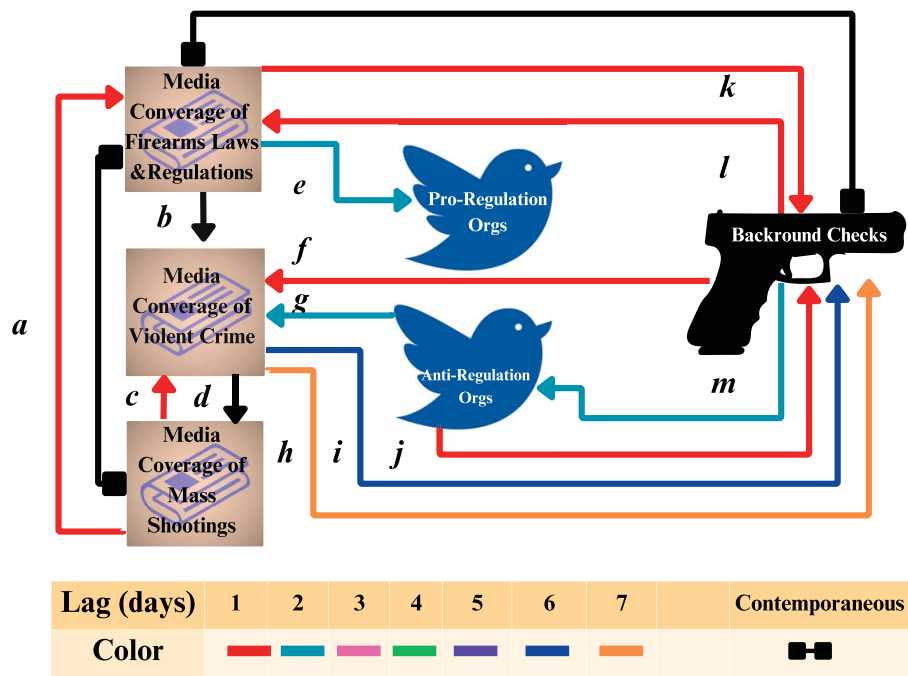 Media
Converage of
Firearms Laws
&Regulations
k
l
e
Pro-Regulation
Orgs
b
Backround Checks
f
Media
Converage of
Violent Crime
g
a
Anti-Regulation
Orgs
m
c
d
Media
Coverage of
Mass
Shootings
h
i
j
Lag (days) 1 2 3 4 5 6 7 Contemporaneous
Color